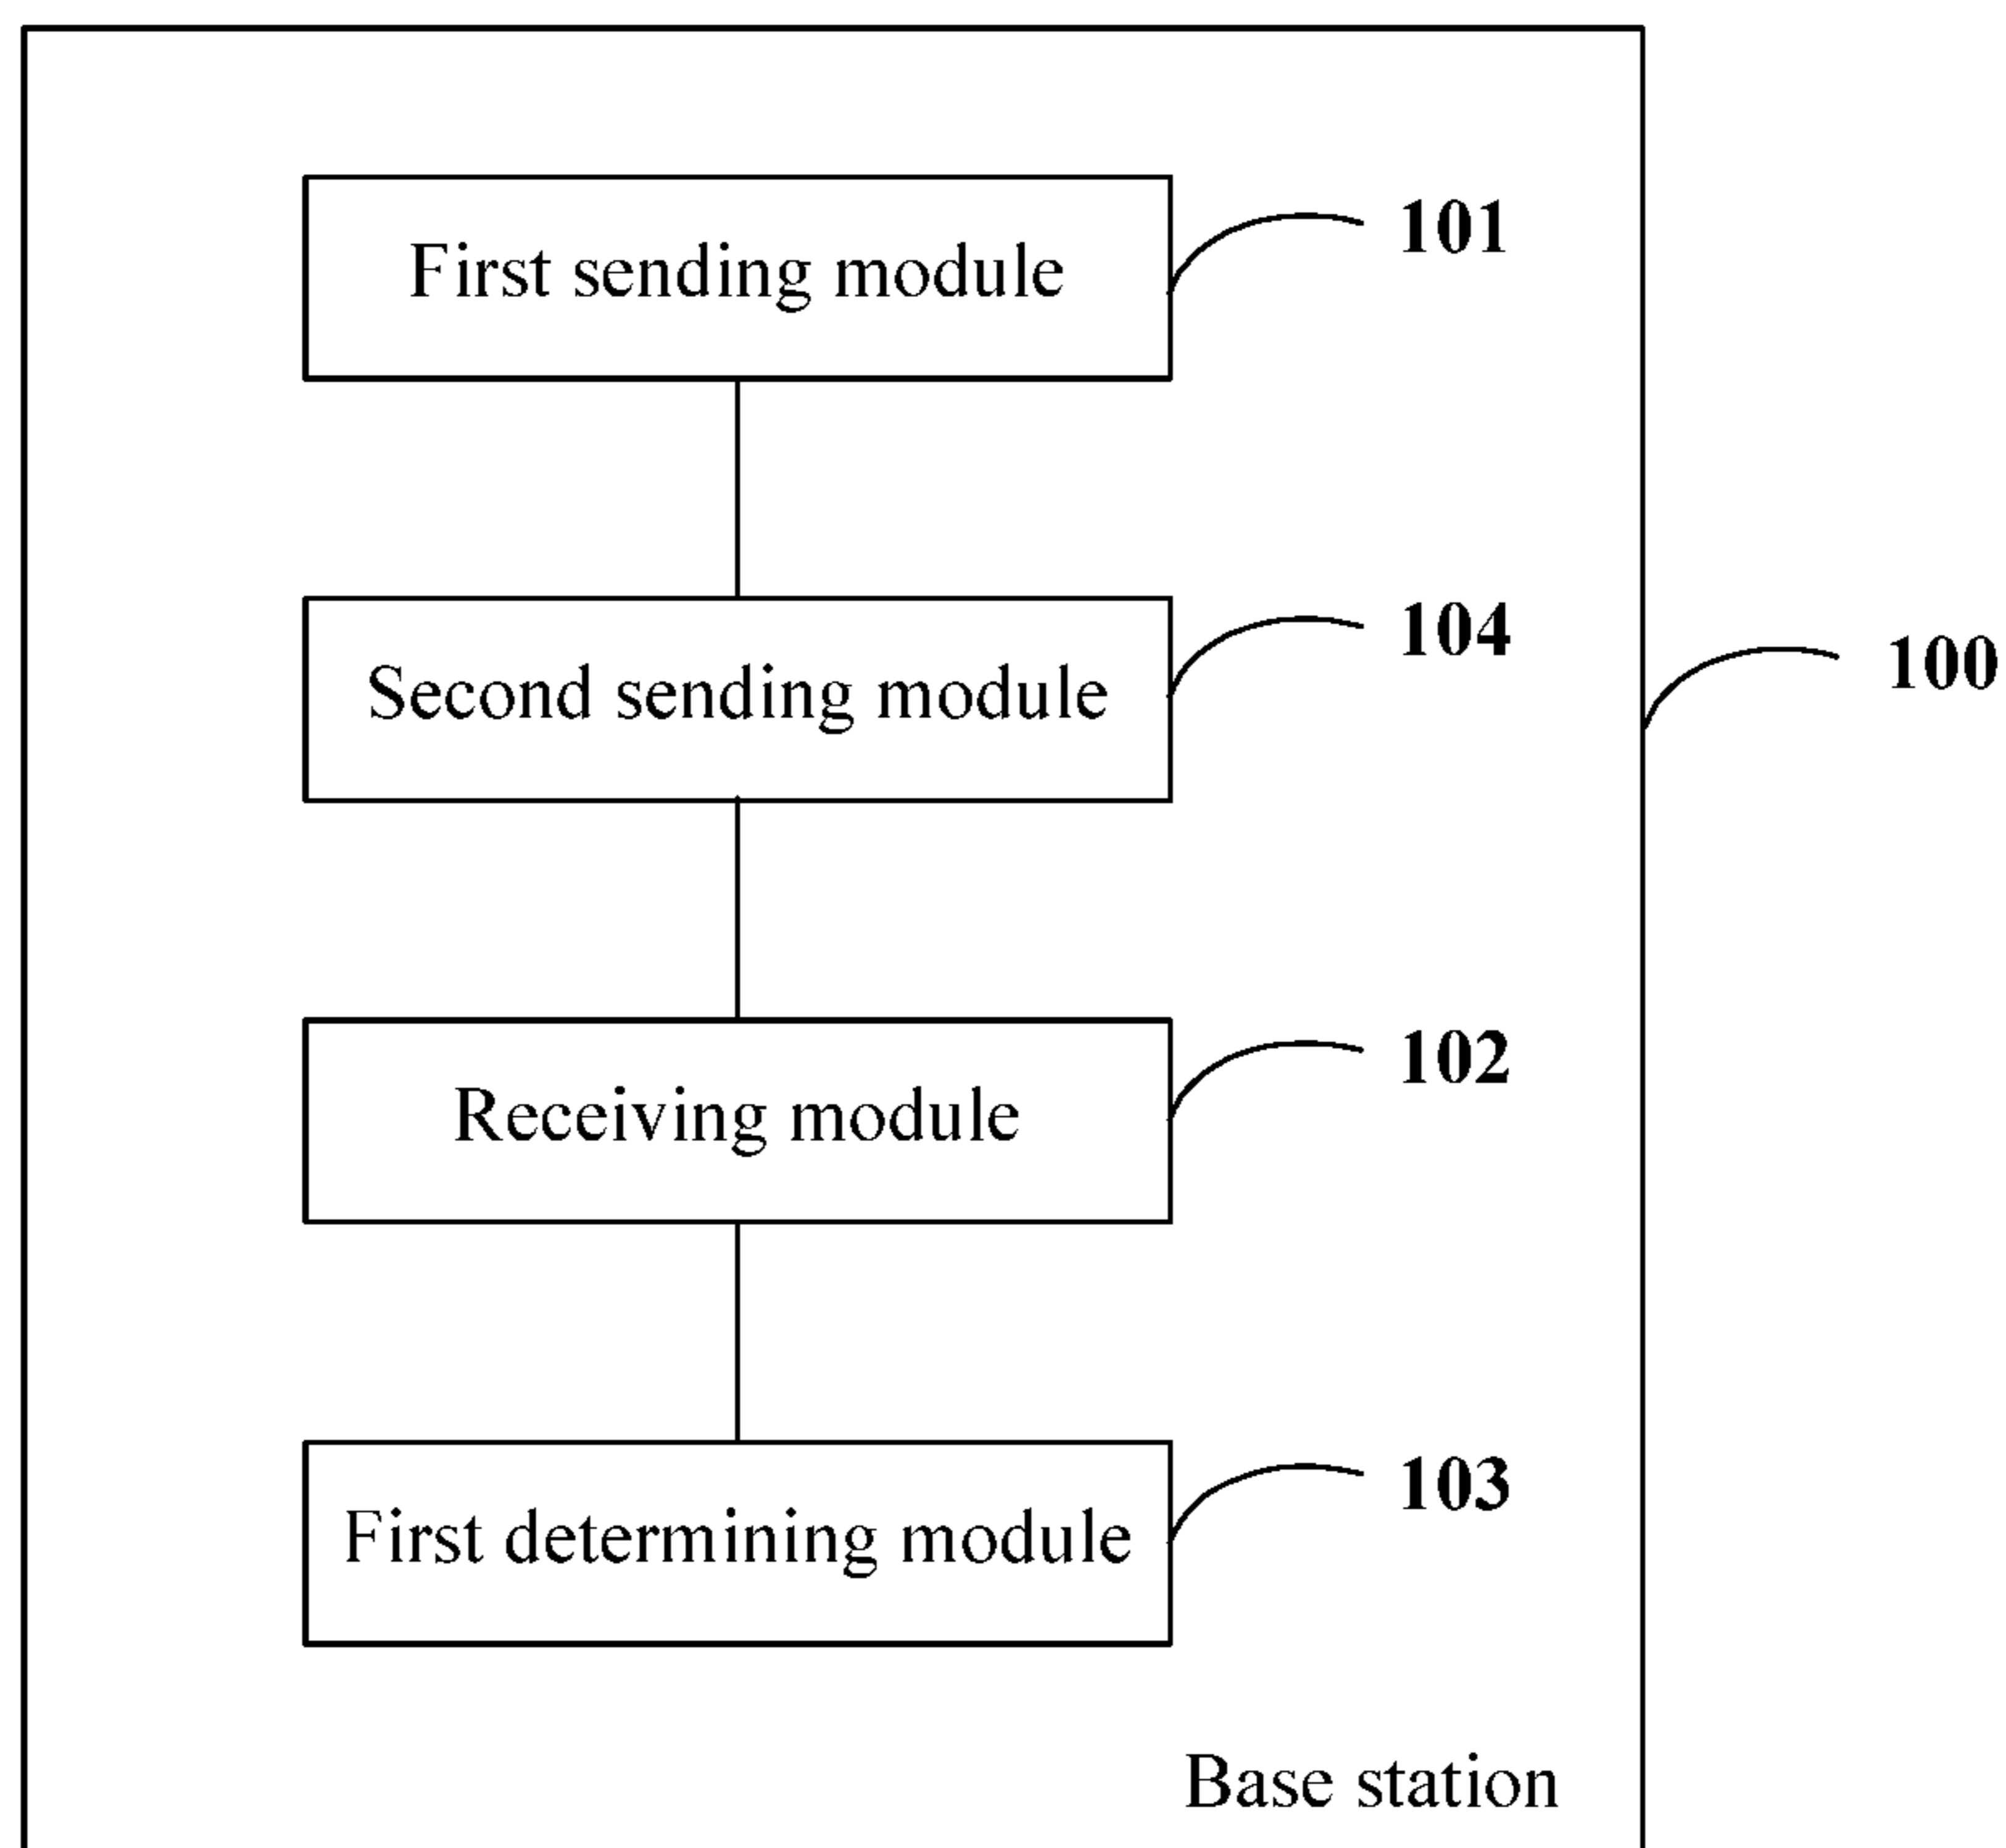 First sending module
101
Second sending module
104
100
Receiving module
102
First determining module
103
Base station